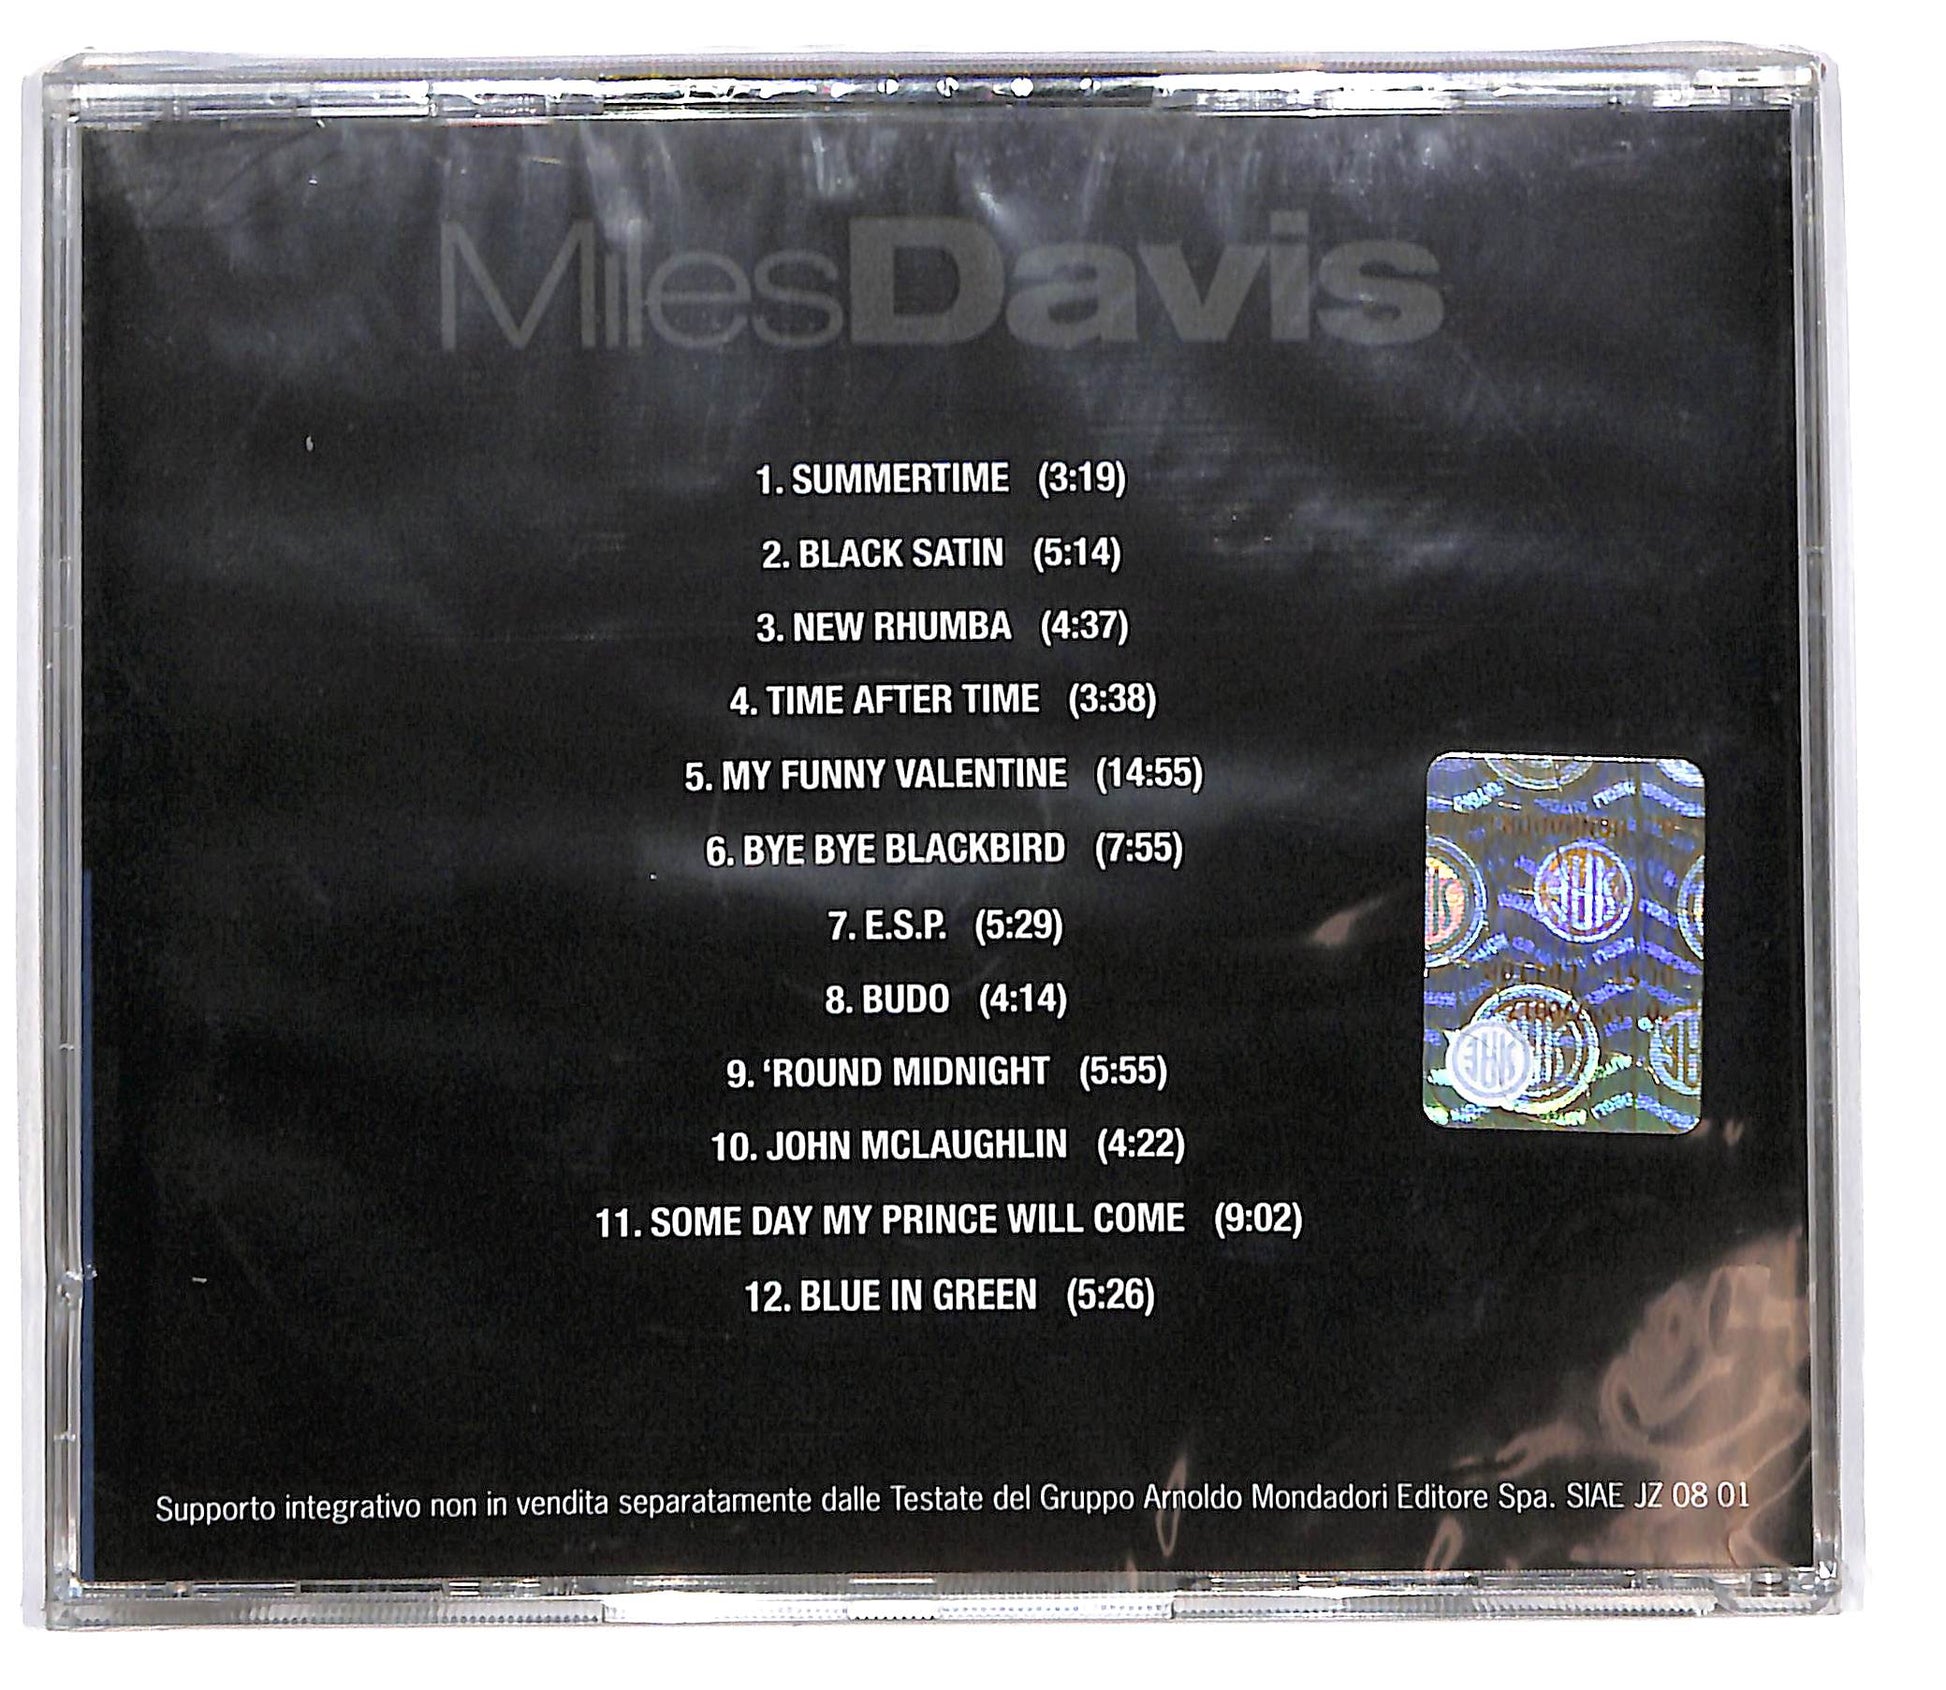 MilesDavis
1. SUMMERTIME (3:19)
2. BLACK SATIN (5:14)
3. NEW RHUMBA (4:37)
4. TIME AFTER TIME (3:38)
5. MY FUNNY VALENTINE (14:55)
6. BYE BYE BLACKBIRD (7:55)
7. E.S.P. (5:29)
8. BUDO (4:14)
9. ‘ROUND MIDNIGHT (5:55)
10. JOHN MCLAUGHLIN (4:22)
11. SOME DAY MY PRINCE WILL COME (9:02)
12. BLUE IN GREEN (5:26)
Supporto integrativo non in vendita separatamente dalle Testate del Gruppo Arnoldo Mondadori Editore Spa. SIAE JZ 08 01